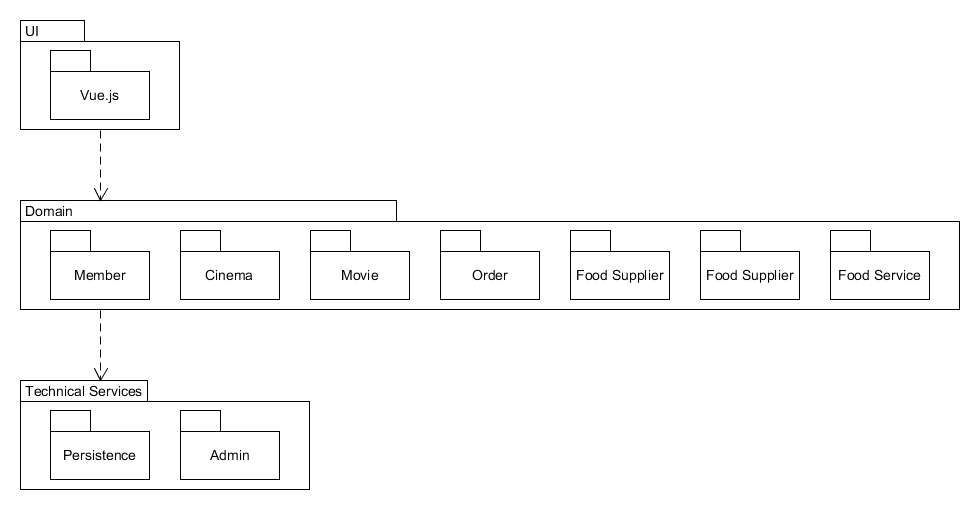 UI
Vue.js
Domain
Member
Cinema
Movie
Order
Food Supplier
Food Supplier
Food Service
Technical Services
Persistence
Admin